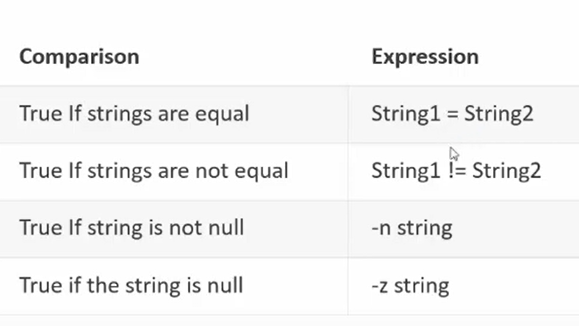 Comparison Expression
True If strings are equal String1 = String2
True If strings are not equal String1 != String2
True If string is not null -n string
True if the string is null -z string